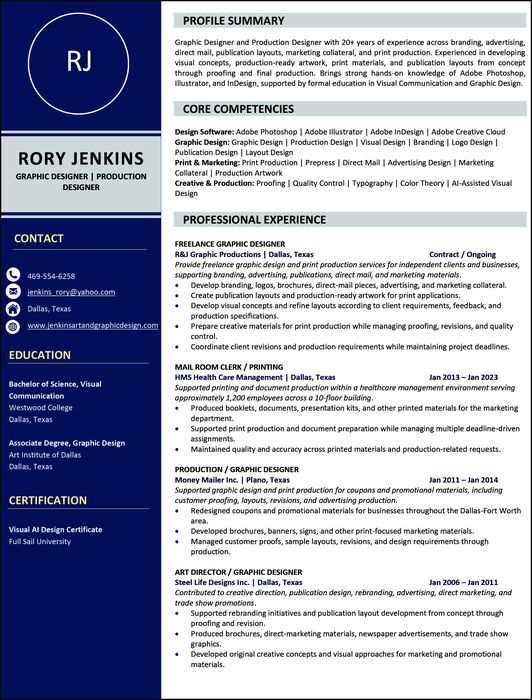 RJ
RORY JENKINS
GRAPHIC DESIGNER | PRODUCTION
DESIGNER
CONTACT
469-554-6258
jenkins_rory@yahoo.com
Dallas, Texas
www.jenkinsartandgraphicdesign.com
EDUCATION
Bachelor of Science, Visual
Communication
Westwood College
Dallas, Texas
Associate Degree, Graphic Design
Art Institute of Dallas
Dallas, Texas
CERTIFICATION
Visual AI Design Certificate
Full Sail University
PROFILE SUMMARY
Graphic Designer and Production Designer with 20+ years of experience across branding, advertising,
direct mail, publication layouts, marketing collateral, and print production. Experienced in developing
visual concepts, production-ready artwork, print materials, and publication layouts from concept
through proofing and final production. Brings strong hands-on knowledge of Adobe Photoshop,
Illustrator, and InDesign, supported by formal education in Visual Communication and Graphic Design.
CORE COMPETENCIES
Design Software: Adobe Photoshop | Adobe Illustrator | Adobe InDesign | Adobe Creative Cloud
Graphic Design: Graphic Design | Production Design | Visual Design | Branding | Logo Design |
Publication Design | Layout Design
Print & Marketing: Print Production | Prepress | Direct Mail | Advertising Design | Marketing
Collateral | Production Artwork
Creative & Production: Proofing | Quality Control | Typography | Color Theory | AI-Assisted Visual
Design
PROFESSIONAL EXPERIENCE
FREELANCE GRAPHIC DESIGNER
R&J Graphic Productions | Dallas, Texas Contract / Ongoing
Provide freelance graphic design and print production services for independent clients and businesses,
supporting branding, advertising, publications, direct mail, and marketing materials.
• Develop branding, logos, brochures, direct-mail pieces, advertising, and marketing collateral.
• Create publication layouts and production-ready artwork for print applications.
• Develop visual concepts and refine layouts according to client requirements, feedback, and
production specifications.
• Prepare creative materials for print production while managing proofing, revisions, and quality
control.
• Coordinate client revisions and production requirements while maintaining project deadlines.
MAIL ROOM CLERK / PRINTING
HMS Health Care Management | Dallas, Texas Jan 2013 – Jan 2023
Supported printing and document production within a healthcare management environment serving
approximately 1,200 employees across a 10-floor building.
• Produced booklets, documents, presentation kits, and other printed materials for the marketing
department.
• Supported print production and document preparation while managing multiple deadline-driven
assignments.
• Maintained quality and accuracy across printed materials and production-related requests.
PRODUCTION / GRAPHIC DESIGNER
Money Mailer Inc. | Plano, Texas Jan 2011 – Jan 2014
Supported graphic design and print production for coupons and promotional materials, including
customer proofing, layouts, revisions, and advertising production.
• Redesigned coupons and promotional materials for businesses throughout the Dallas-Fort Worth
area.
• Developed brochures, banners, signs, and other print-focused marketing materials.
• Managed customer proofs, sample layouts, revisions, and design requirements through
production.
ART DIRECTOR / GRAPHIC DESIGNER
Steel Life Designs Inc. | Dallas, Texas Jan 2006 – Jan 2011
Contributed to creative direction, publication design, rebranding, advertising, direct marketing, and
trade show promotions.
• Supported rebranding initiatives and publication layout development from concept through
proofing and revision.
• Produced brochures, direct-marketing materials, newspaper advertisements, and trade show
graphics.
• Developed original creative concepts and visual approaches for marketing and promotional
materials.